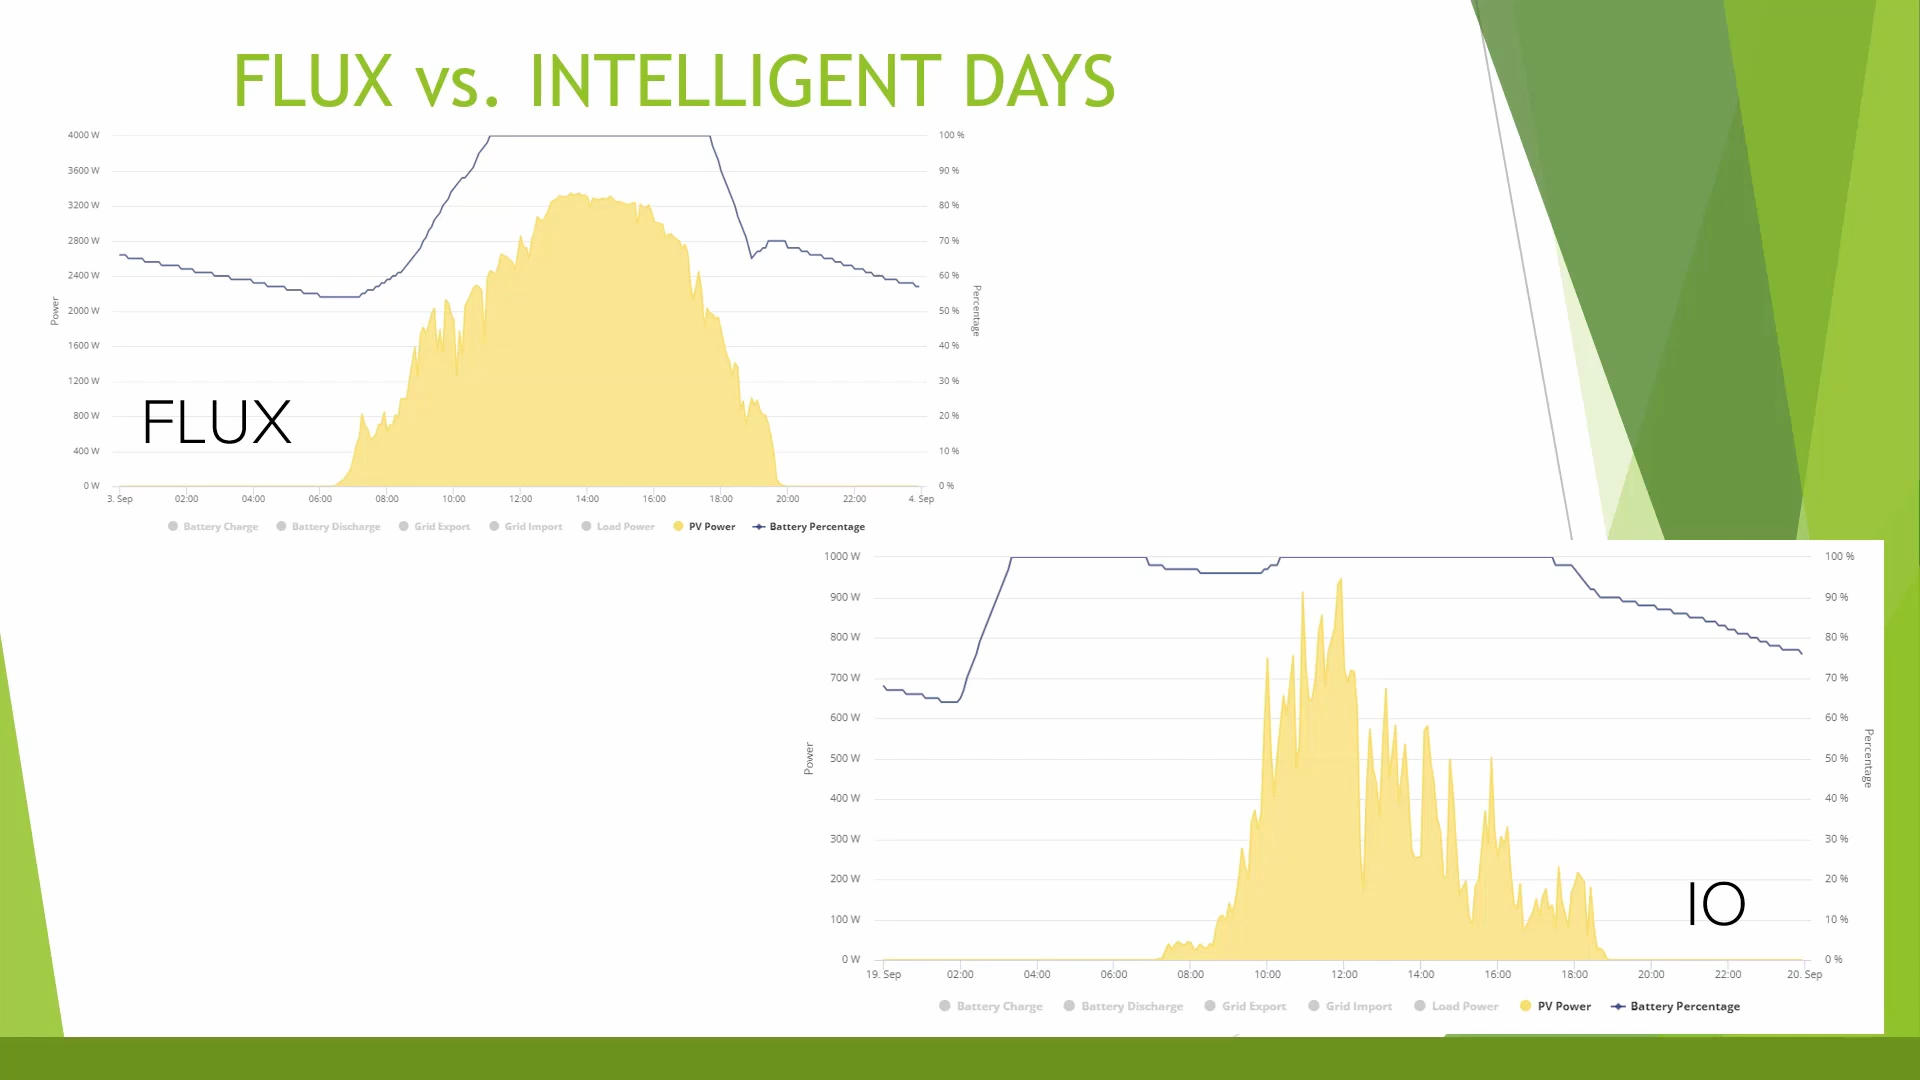 FLUX vs. INTELLIGENT DAYS
4000 W
3600 W
3200 W
2800 W
2400 W
2000 W
1600 W
1200 W
800 W
400 W
0 W
Power
100 %
90 %
80 %
70 %
60 %
50 %
40 %
30 %
20 %
10 %
0 %
Percentage
FLUX
3. Sep 02:00 04:00 06:00 08:00 10:00 12:00 14:00 16:00 18:00 20:00 22:00 4. Sep
Battery Charge Battery Discharge Grid Export Grid Import Load Power PV Power Battery Percentage
1000 W
900 W
800 W
700 W
600 W
500 W
400 W
300 W
200 W
100 W
0 W
Power
100 %
90 %
80 %
70 %
60 %
50 %
40 %
30 %
20 %
10 %
0 %
Percentage
IO
19. Sep 02:00 04:00 06:00 08:00 10:00 12:00 14:00 16:00 18:00 20:00 22:00 20. Sep
Battery Charge Battery Discharge Grid Export Grid Import Load Power PV Power Battery Percentage